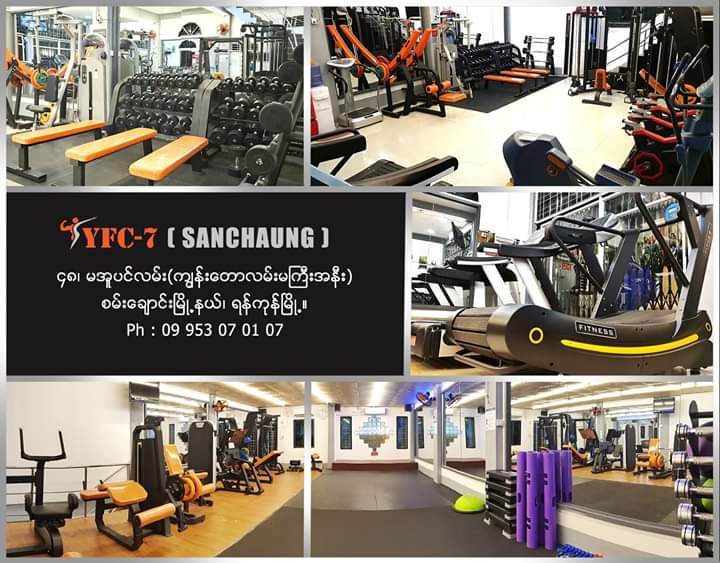 YFC-7 ( SANCHAUNG )
၄၈၊ မအူပင်လမ်း(ကျွန်းတောလမ်းမကြီးအနီး)
စမ်းချောင်းမြို့နယ်၊ ရန်ကုန်မြို့။
Ph : 09 953 07 01 07
FITNESS